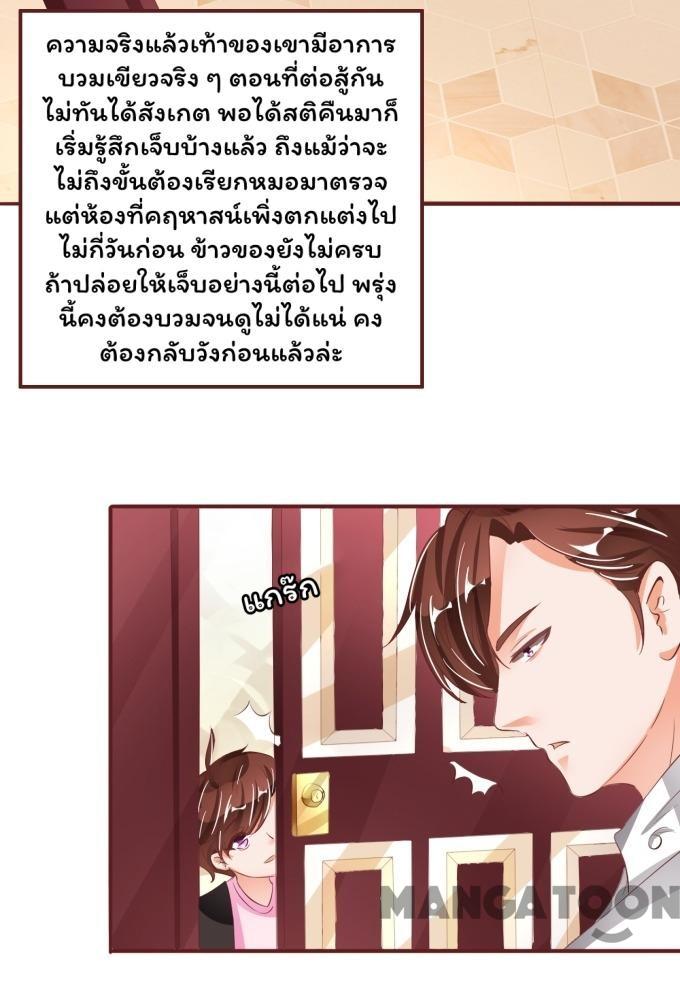 ความจริงแล้วเท้าของเขามีอาการ
บวมเขียวจริง ๆ ตอนที่ต่อสู้กัน
ไม่ทันได้สังเกต พอได้สติคืนมาก็
เริ่มรู้สึกเจ็บบ้างแล้ว ถึงแม้ว่าจะ
ไม่ถึงขั้นต้องเรียกหมอมาตรวจ
แต่ห้องที่คฤหาสน์เพิ่งตกแต่งไป
ไม่กี่วันก่อน ข้าวของยังไม่ครบ
ถ้าปล่อยให้เจ็บอย่างนี้ต่อไป พรุ่ง
นี้คงต้องบวมจนดูไม่ได้แน่ คง
ต้องกลับวังก่อนแล้วล่ะ
แกร๊ก
MANGATOON